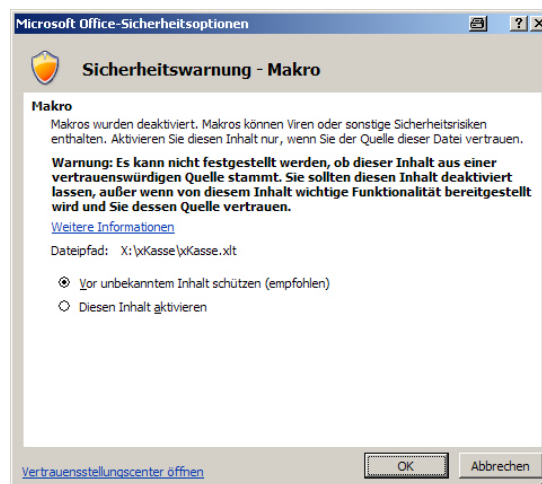 Microsoft Office-Sicherheitsoptionen
Sicherheitswarnung - Makro
Makro
Makros wurden deaktiviert. Makros können Viren oder sonstige Sicherheitsrisiken
enthalten. Aktivieren Sie diesen Inhalt nur, wenn Sie der Quelle dieser Datei vertrauen.
Warnung: Es kann nicht festgestellt werden, ob dieser Inhalt aus einer
vertrauenswürdigen Quelle stammt. Sie sollten diesen Inhalt deaktiviert
lassen, außer wenn von diesem Inhalt wichtige Funktionalität bereitgestellt
wird und Sie dessen Quelle vertrauen.
Weitere Informationen
Dateipfad: X:\xKasse\xKasse.xlt
Vor unbekanntem Inhalt schützen (empfohlen)
Diesen Inhalt aktivieren
Vertrauensstellungscenter öffnen
OK
Abbrechen